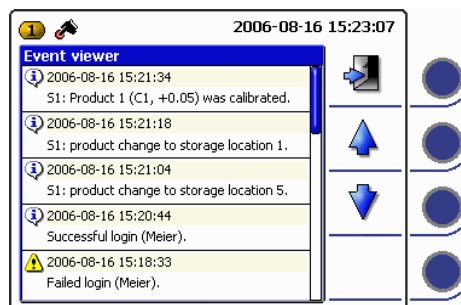 1
2006-08-16 15:23:07
Event viewer
2006-08-16 15:21:34
S1: Product 1 (C1, +0.05) was calibrated.
2006-08-16 15:21:18
S1: product change to storage location 1.
2006-08-16 15:21:04
S1: product change to storage location 5.
2006-08-16 15:20:44
Successful login (Meier).
2006-08-16 15:18:33
Failed login (Meier).